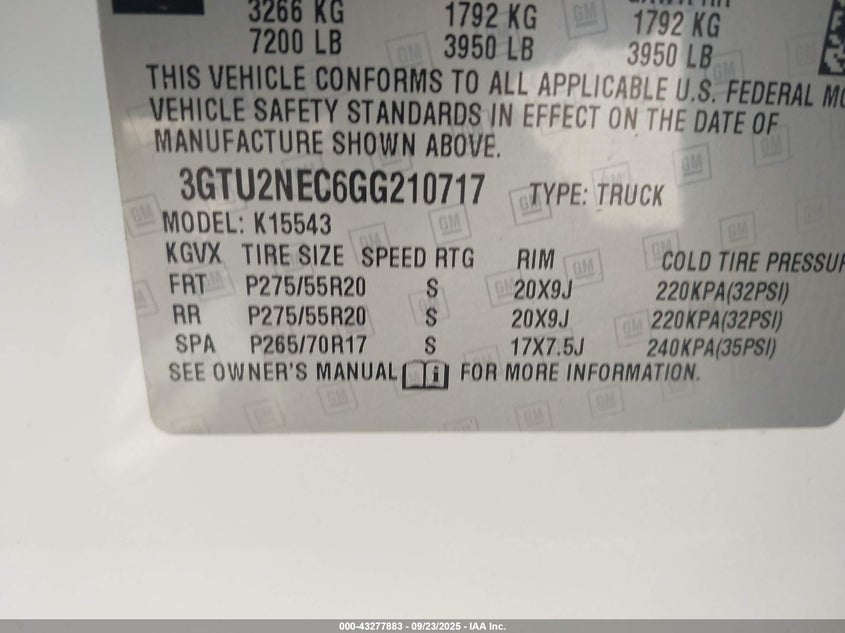 3266 KG 1792 KG 1792 KG
7200 LB 3950 LB 3950 LB
THIS VEHICLE CONFORMS TO ALL APPLICABLE U.S. FEDERAL MO
VEHICLE SAFETY STANDARDS IN EFFECT ON THE DATE OF
MANUFACTURE SHOWN ABOVE.
3GTU2NEC6GG210717 TYPE: TRUCK
MODEL: K15543
KGVX TIRE SIZE SPEED RTG RIM COLD TIRE PRESSUR
FRT P275/55R20 S 20X9J 220KPA(32PSI)
RR P275/55R20 S 20X9J 220KPA(32PSI)
SPA P265/70R17 S 17X7.5J 240KPA(35PSI)
SEE OWNER'S MANUAL FOR MORE INFORMATION.
000-43277883 - 09/23/2025 - IAA Inc.